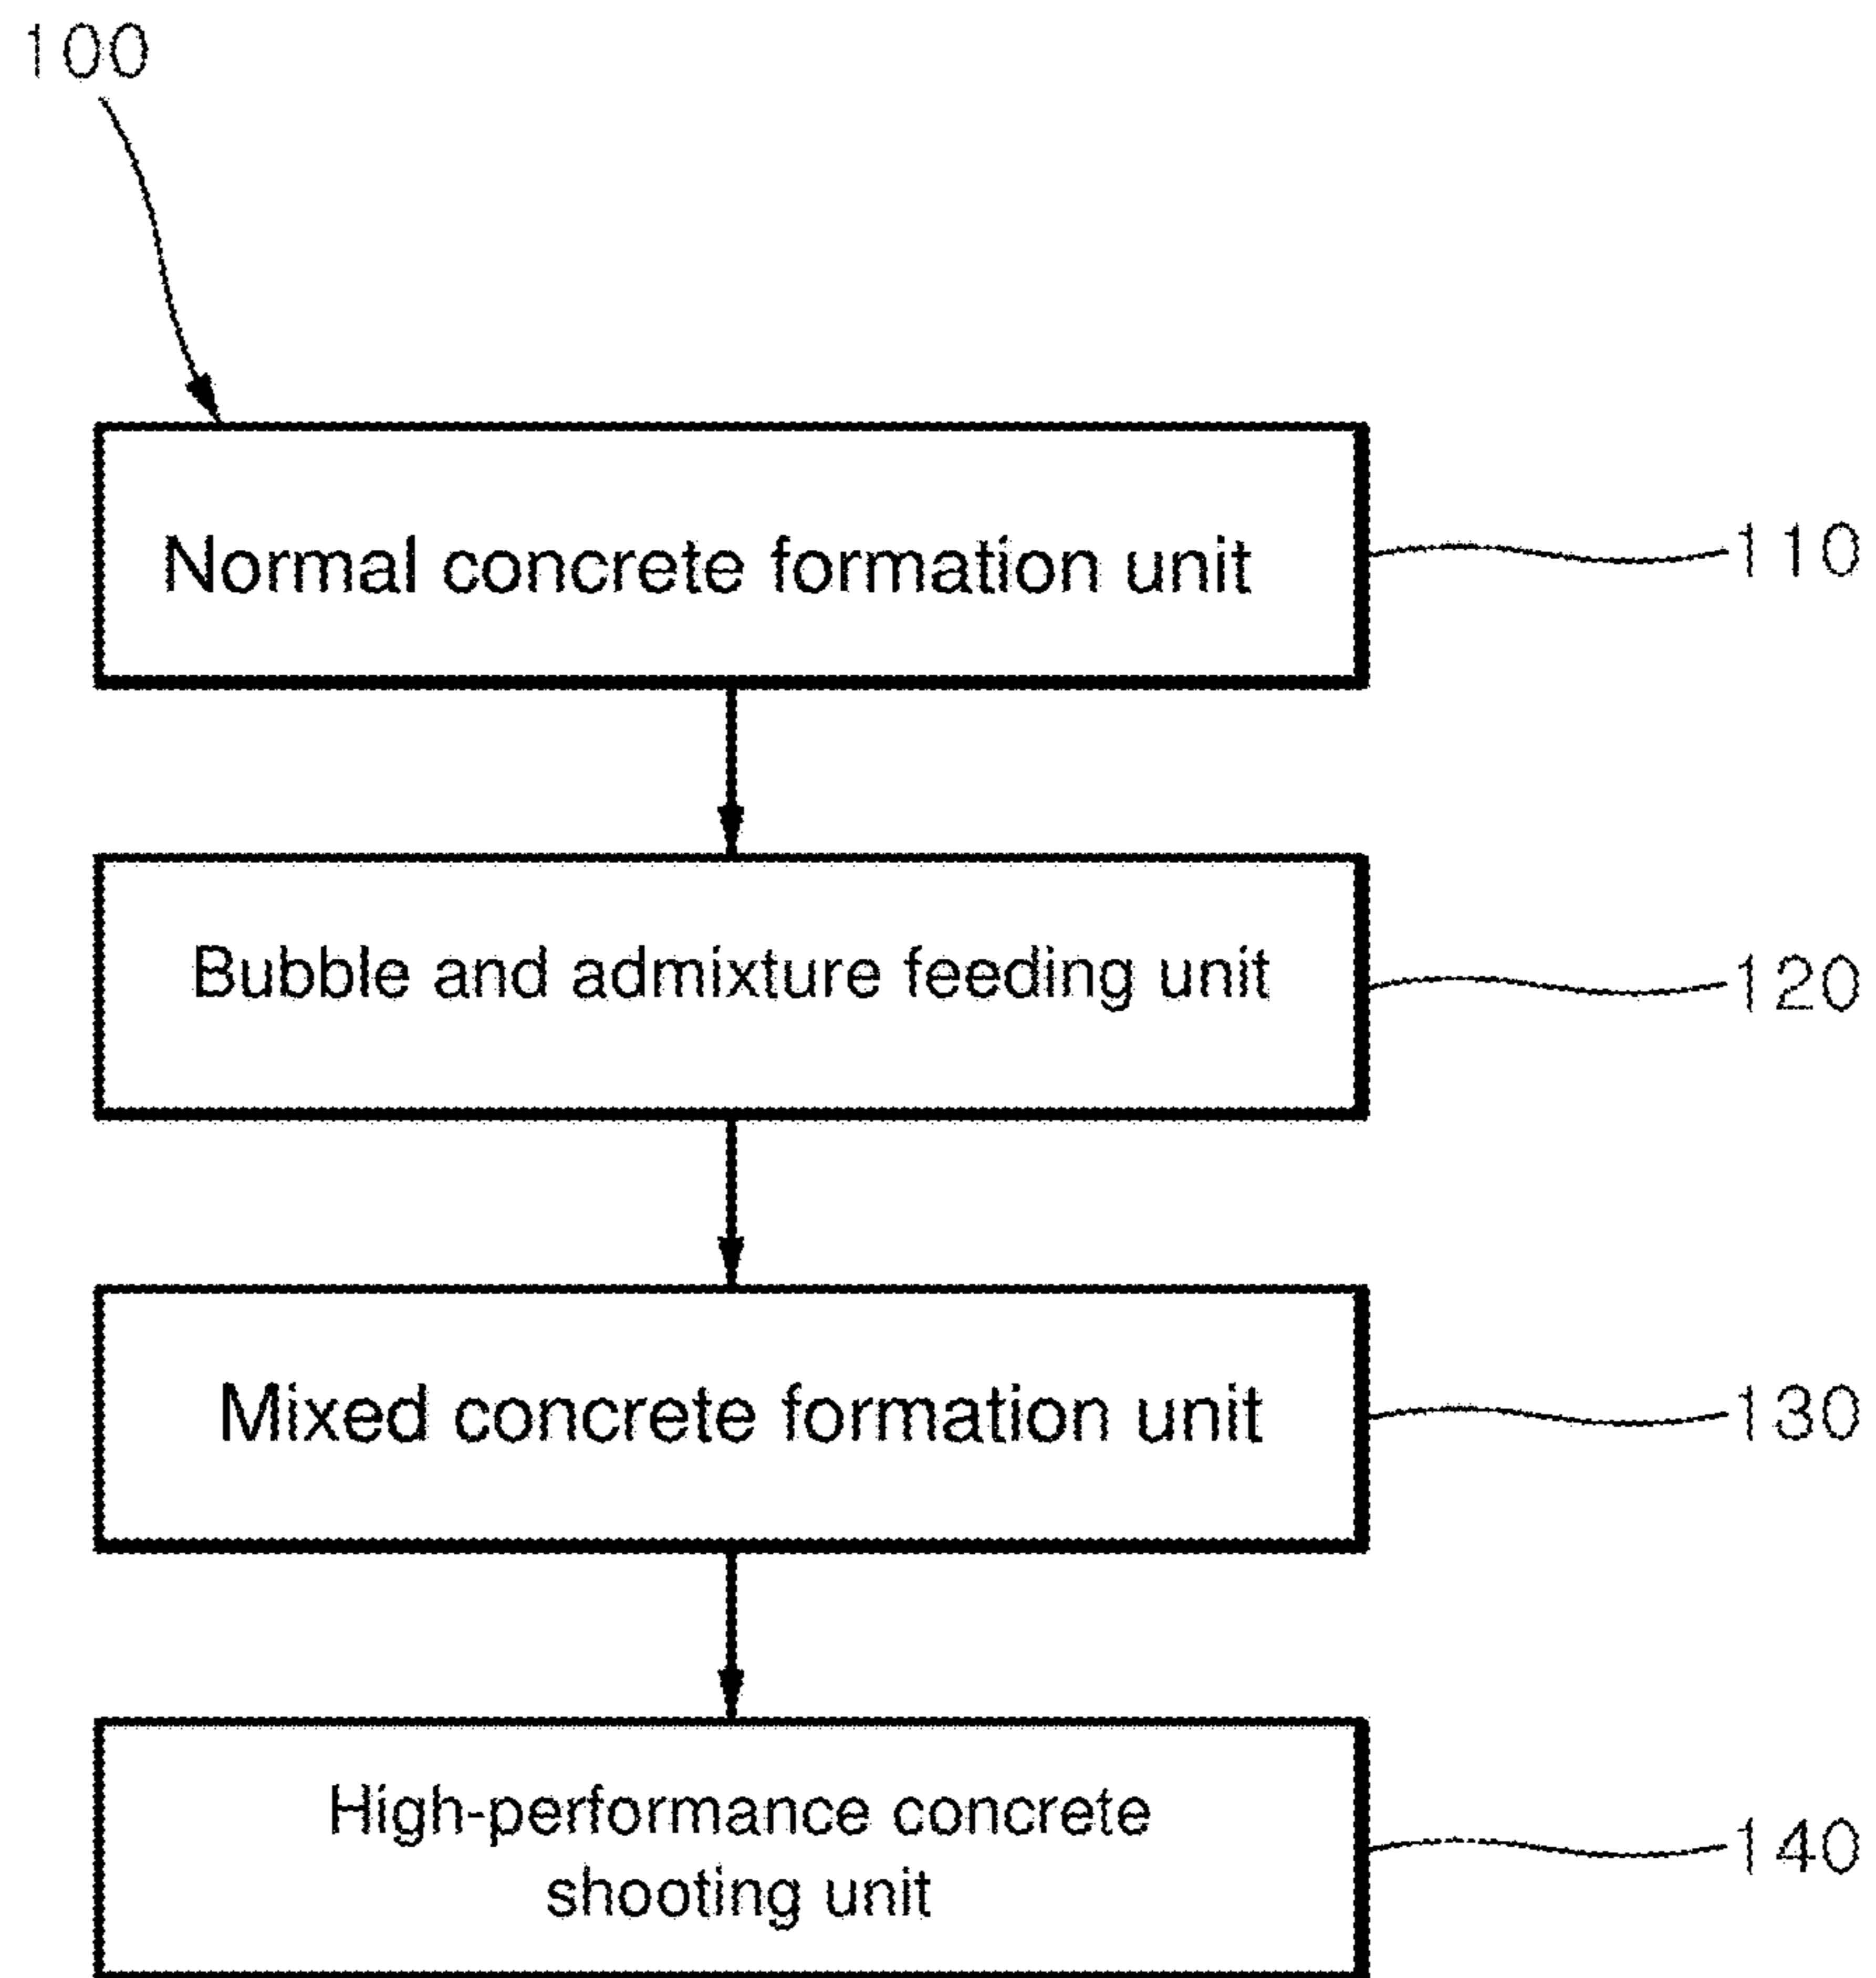 100
Normal concrete formation unit
110
Bubble and admixture feeding unit
120
Mixed concrete formation unit
130
High-performance concrete
shooting unit
140